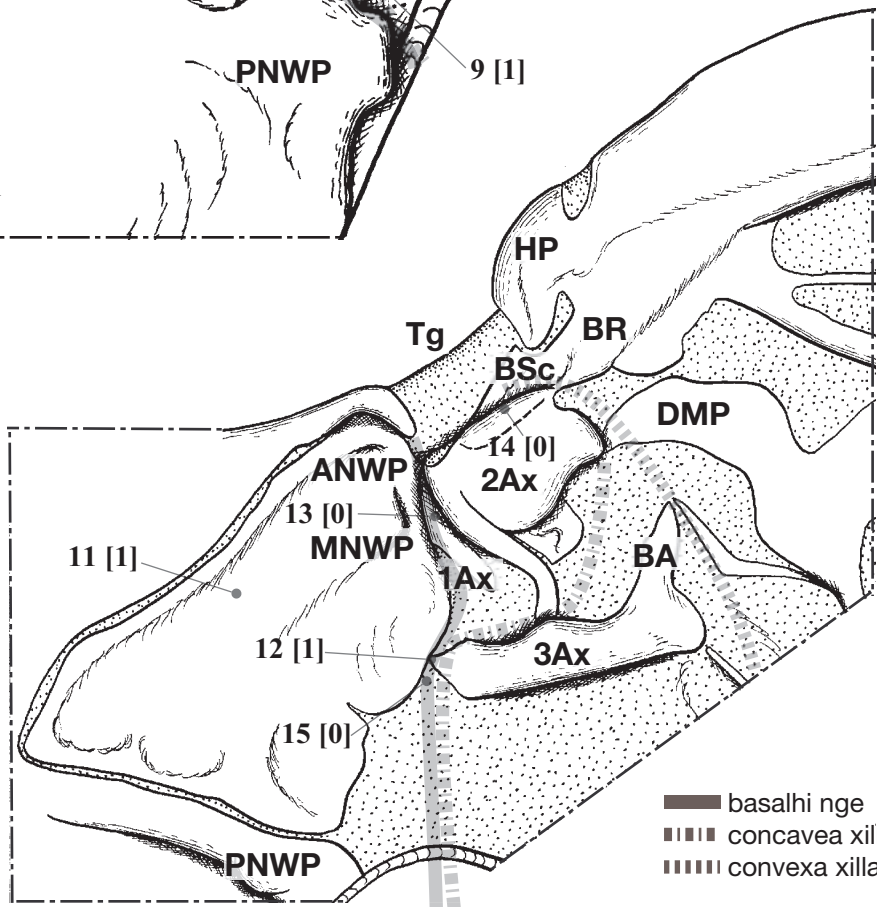 PNWP
9 [1]
HP
Tg
BR
BSc
DMP
14 [0]
ANWP
2Ax
13 [0]
MNWP
11 [1]
BA
1Ax
12 [1]
3Ax
15 [0]
basalhi nge
concavea xil
convexa xilla
PNWP